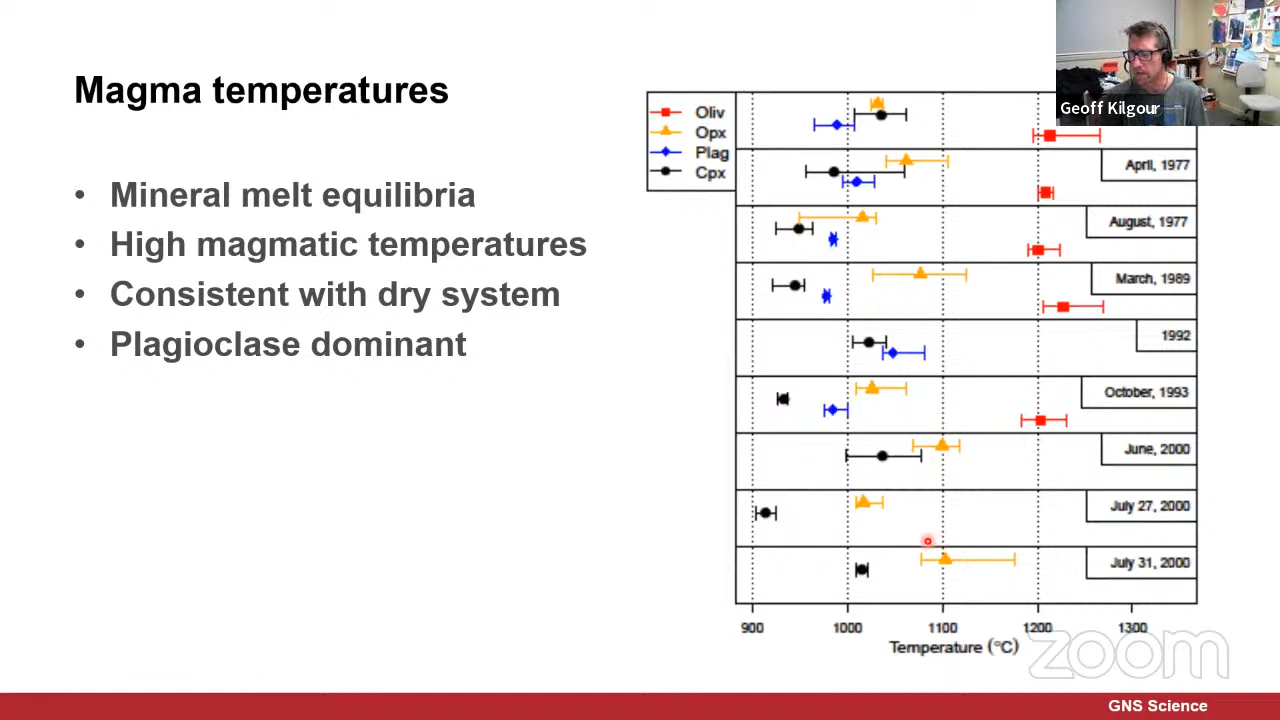 Magma temperatures
• Mineral melt equilibria
• High magmatic temperatures
• Consistent with dry system
• Plagioclase dominant
Geoff Kilgour
Oliv
Opx
Plag
Cpx
April, 1977
August, 1977
March, 1989
1992
October, 1993
June, 2000
July 27, 2000
July 31, 2000
900 1000 1100 1200 1300
Temperature (°C)
zoom
GNS Science